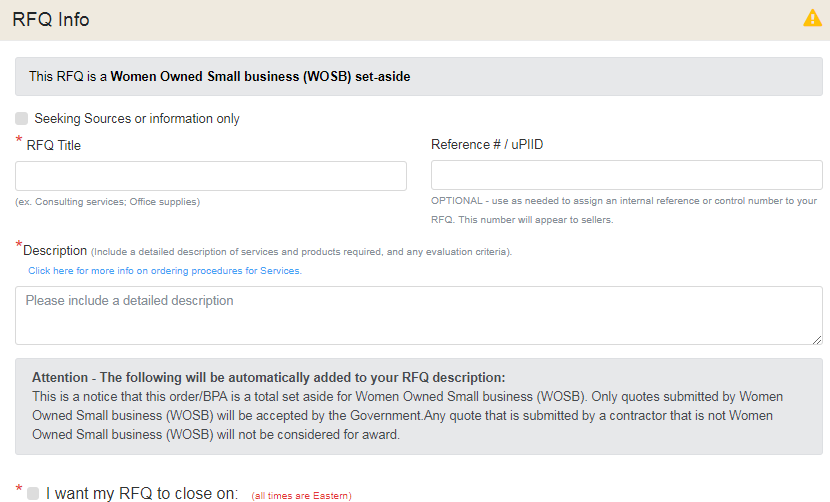 RFQ Info
This RFQ is a Women Owned Small business (WOSB) set-aside
Seeking Sources or information only
* RFQ Title
Reference # / uPIID
(ex. Consulting services; Office supplies)
OPTIONAL - use as needed to assign an internal reference or control number to your
RFQ. This number will appear to sellers.
*Description (Include a detailed description of services and products required, and any evaluation criteria).
Click here for more info on ordering procedures for Services.
Please include a detailed description
Attention - The following will be automatically added to your RFQ description:
This is a notice that this order/BPA is a total set aside for Women Owned Small business (WOSB). Only quotes submitted by Women
Owned Small business (WOSB) will be accepted by the Government.Any quote that is submitted by a contractor that is not Women
Owned Small business (WOSB) will not be considered for award.
* I want my RFQ to close on: (all times are Eastern)